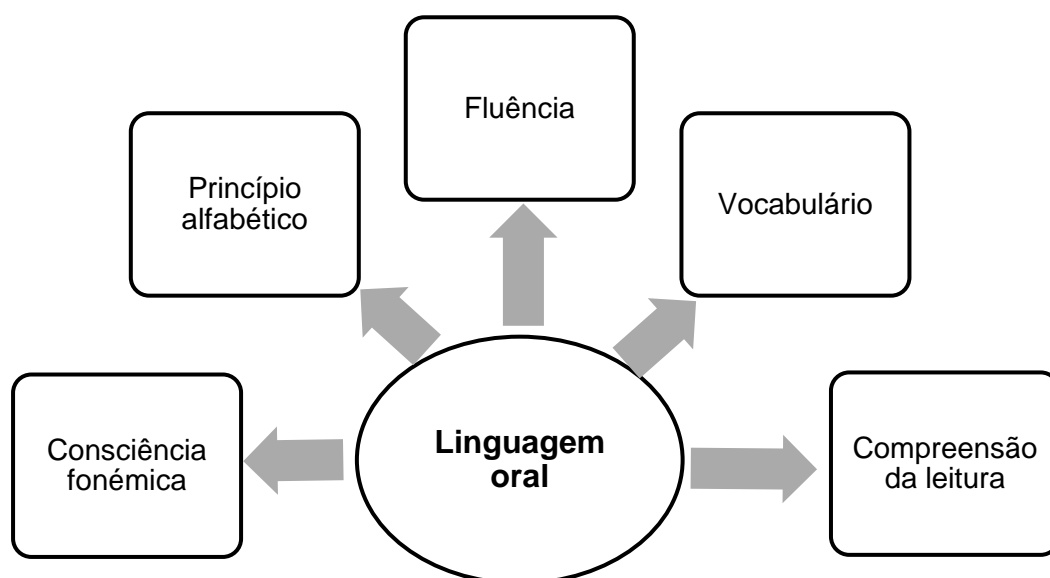 Fluência
Princípio
alfabético
Vocabulário
Consciência
fonémica
Linguagem
oral
Compreensão
da leitura